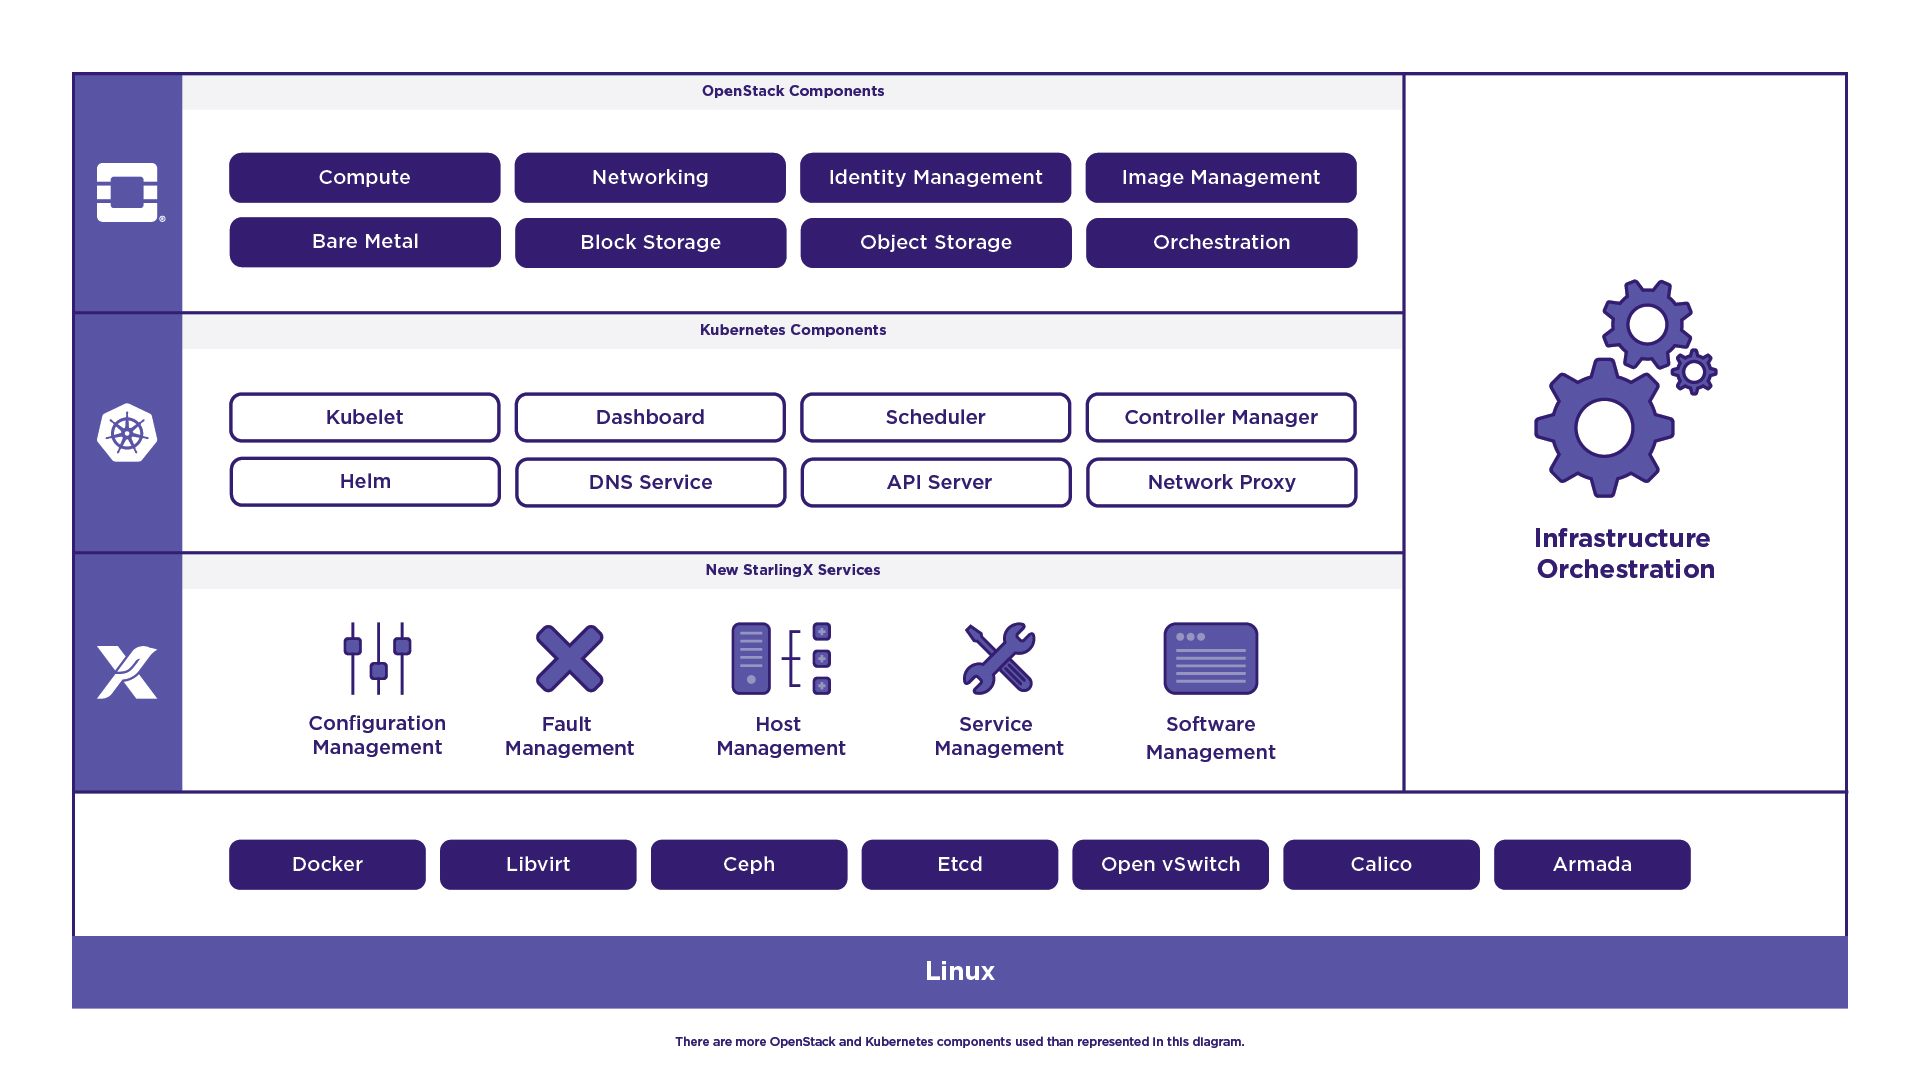 OpenStack Components
Compute
Networking
Identity Management
Image Management
Bare Metal
Block Storage
Object Storage
Orchestration
Kubernetes Components
Kubelet
Dashboard
Scheduler
Controller Manager
Helm
DNS Service
API Server
Network Proxy
New StarlingX Services
Configuration
Management
Fault
Management
Host
Management
Service
Management
Software
Management
Infrastructure
Orchestration
Docker
Libvirt
Ceph
Etcd
Open vSwitch
Calico
Armada
Linux
There are more OpenStack and Kubernetes components used than represented in this diagram.